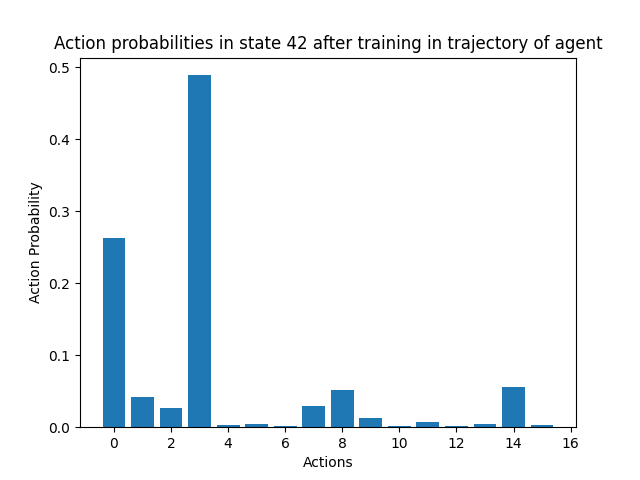 Action probabilities in state 42 after training in trajectory of agent
0.5
0.4
0.3
0.2
0.1
0.0
Action Probability
0 2 4 6 8 10 12 14 16
Actions